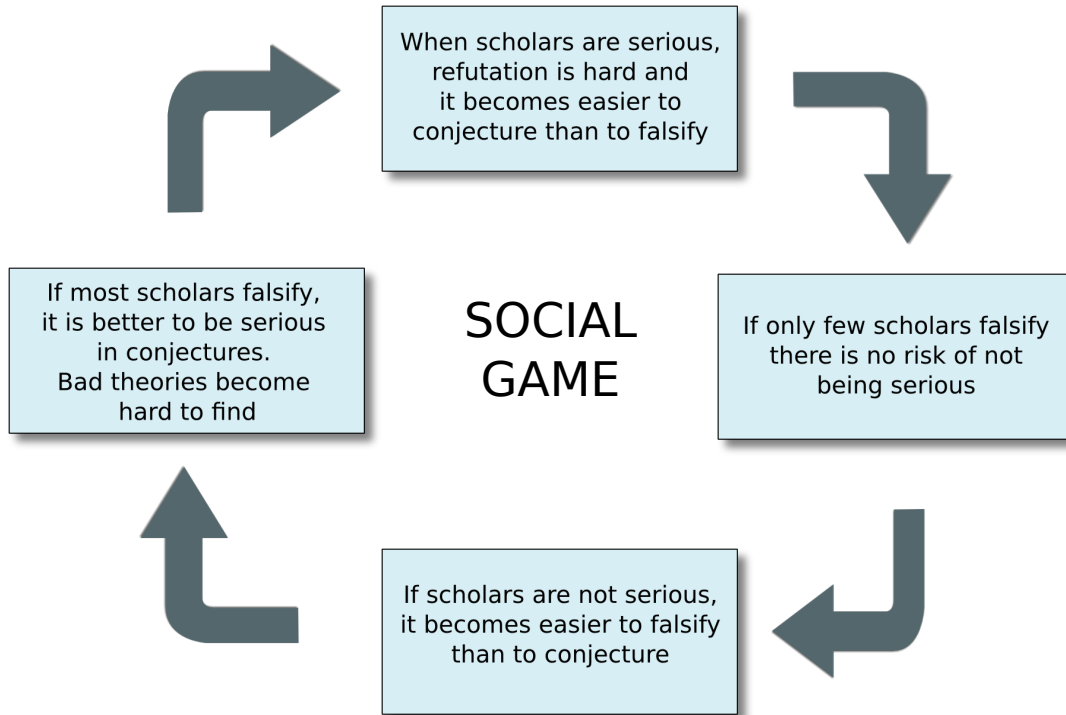 When scholars are serious,
refutation is hard and
it becomes easier to
conjecture than to falsify
If most scholars falsify,
it is better to be serious
in conjectures.
Bad theories become
hard to find
SOCIAL
GAME
If only few scholars falsify
there is no risk of not
being serious
If scholars are not serious,
it becomes easier to falsify
than to conjecture